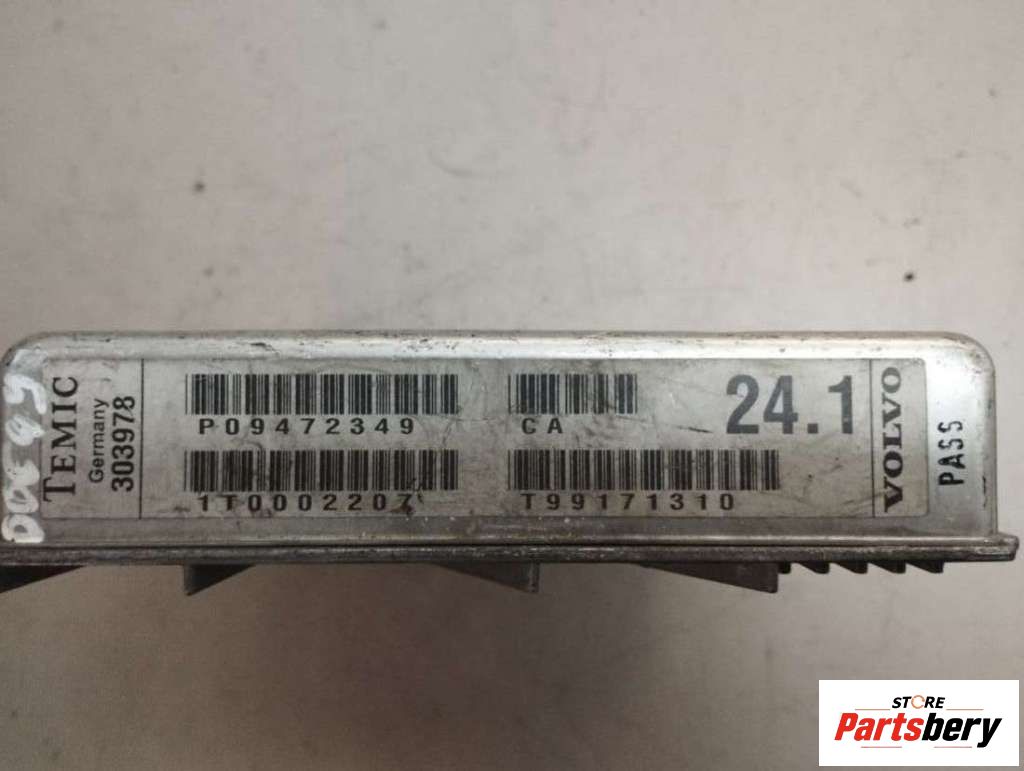 TEMIC
Germany
303978
P09472349
CA
24.1
1T0002207
T99171310
VOLVO
PASS
STORE
Partsbery